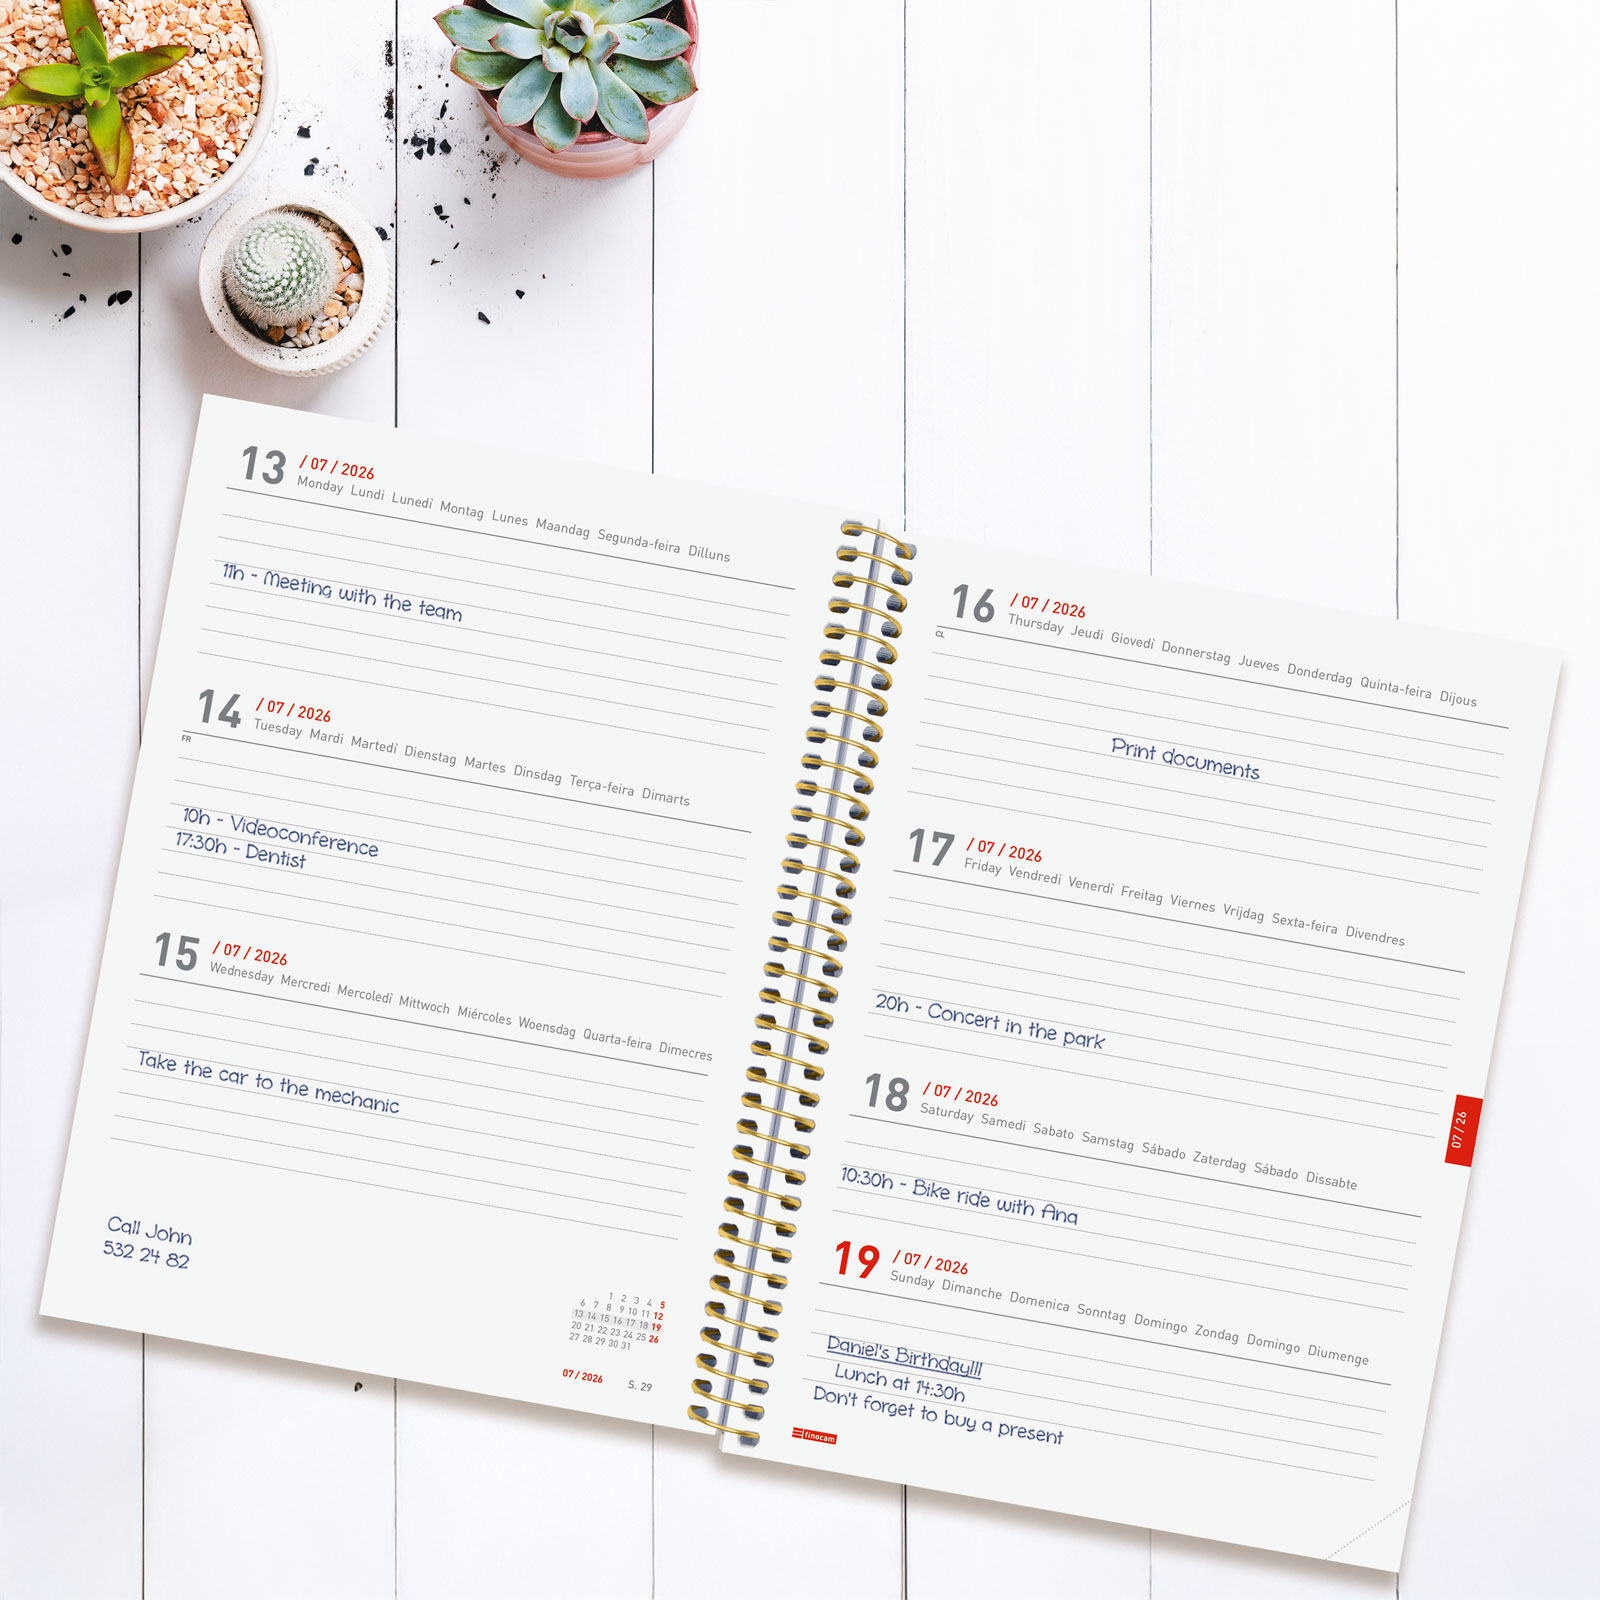 13 / 07 / 2026
Monday Lundi Lunedì Montag Lunes Maandag Segunda-feira Dilluns
11h - Meeting with the team
14 / 07 / 2026
Tuesday Mardi Martedì Dienstag Martes Dinsdag Terça-feira Dimarts
FR
10h - Videoconference
17:30h - Dentist
15 / 07 / 2026
Wednesday Mercredi Mercoledì Mittwoch Miércoles Woensdag Quarta-feira Dimecres
Take the car to the mechanic
Call John
532 24 82
1 2 3 4 5
6 7 8 9 10 11 12
13 14 15 16 17 18 19
20 21 22 23 24 25 26
27 28 29 30 31
07 / 2026 S. 29
16 / 07 / 2026
Thursday Jeudi Giovedì Donnerstag Jueves Donderdag Quinta-feira Dijous
CL
Print documents
17 / 07 / 2026
Friday Vendredi Venerdì Freitag Viernes Vrijdag Sexta-feira Divendres
20h - Concert in the park
18 / 07 / 2026
Saturday Samedi Sabato Samstag Sábado Zaterdag Sábado Dissabte
07 / 26
10:30h - Bike ride with Ana
19 / 07 / 2026
Sunday Dimanche Domenica Sonntag Domingo Zondag Domingo Diumenge
Daniel's Birthday!!!
Lunch at 14:30h
Don't forget to buy a present
finocam